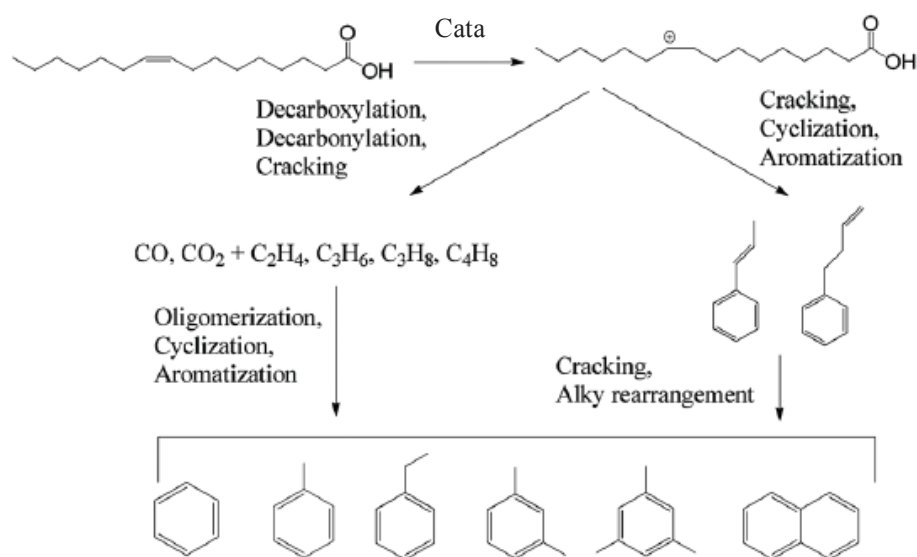 O
Cata
OH
⊕
O
OH
Decarboxylation,
Decarbonylation,
Cracking
Cracking,
Cyclization,
Aromatization
CO, CO₂ + C₂H₄, C₃H₆, C₃H₈, C₄H₈
Oligomerization,
Cyclization,
Aromatization
Cracking,
Alky rearrangement